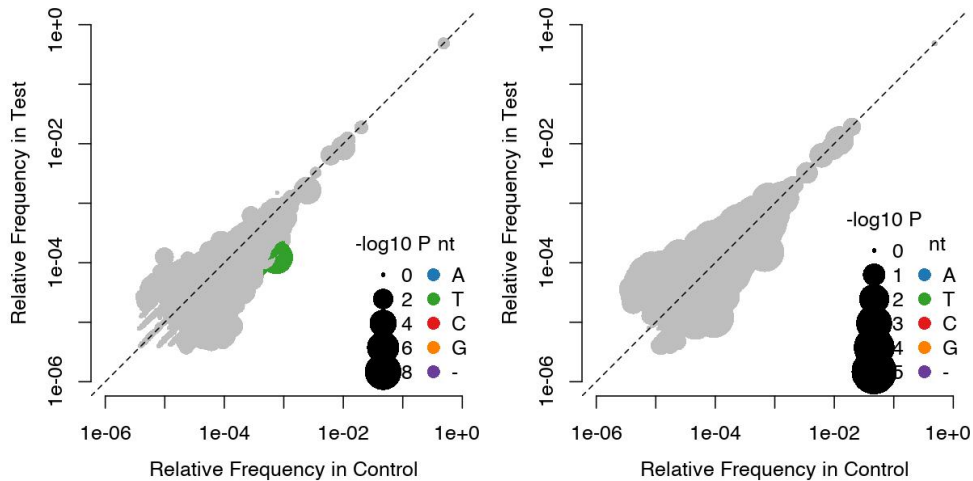 1e+0
1e-02
1e-04
1e-06
Relative Frequency in Test
-log10 P nt
0 A
2 T
4 C
6 G
8 -
1e-06 1e-04 1e-02 1e+0
Relative Frequency in Control
1e+0
1e-02
1e-04
1e-06
Relative Frequency in Test
-log10 P
nt
0
1 A
2 T
3 C
4 G
5 -
1e-06 1e-04 1e-02 1e+0
Relative Frequency in Control